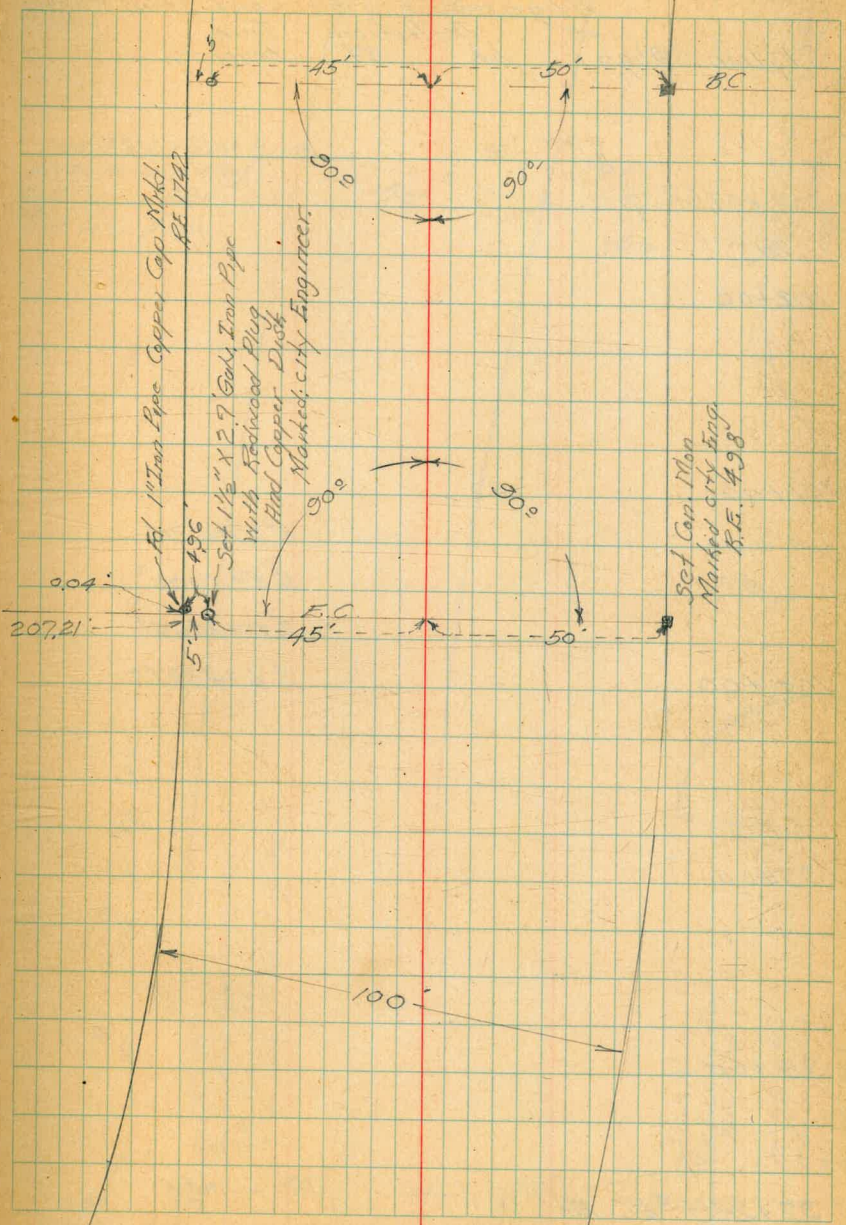 5'
45'
50'
B.C.
90°
90°
Fd. 1" Iron Pipe Copper Cap Mrkd.
R.E. 1742
Set 1½" X 2.7' Galv. Iron Pipe
With Redwood Plug
And Copper Disk
Marked: City Engineer.
90°
90°
0.04'
4.96'
207.21'
5'
E.C.
45'
50'
Set Con. Mon
Marked City Eng.
R.E. 498
100'